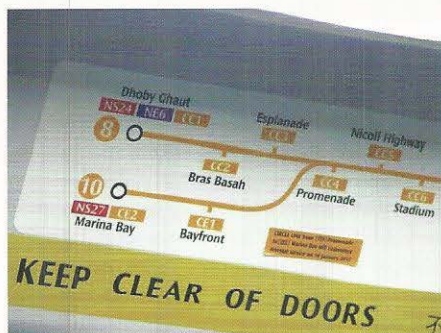 Dhoby Ghaut
NS24 NE6 CC1
8
CC2
Bras Basah
Esplanade
CC3
Nicoll Highway
CC5
CC4
Promenade
CC6
Stadium
10
NS27 CE2
Marina Bay
CE1
Bayfront
KEEP CLEAR OF DOORS